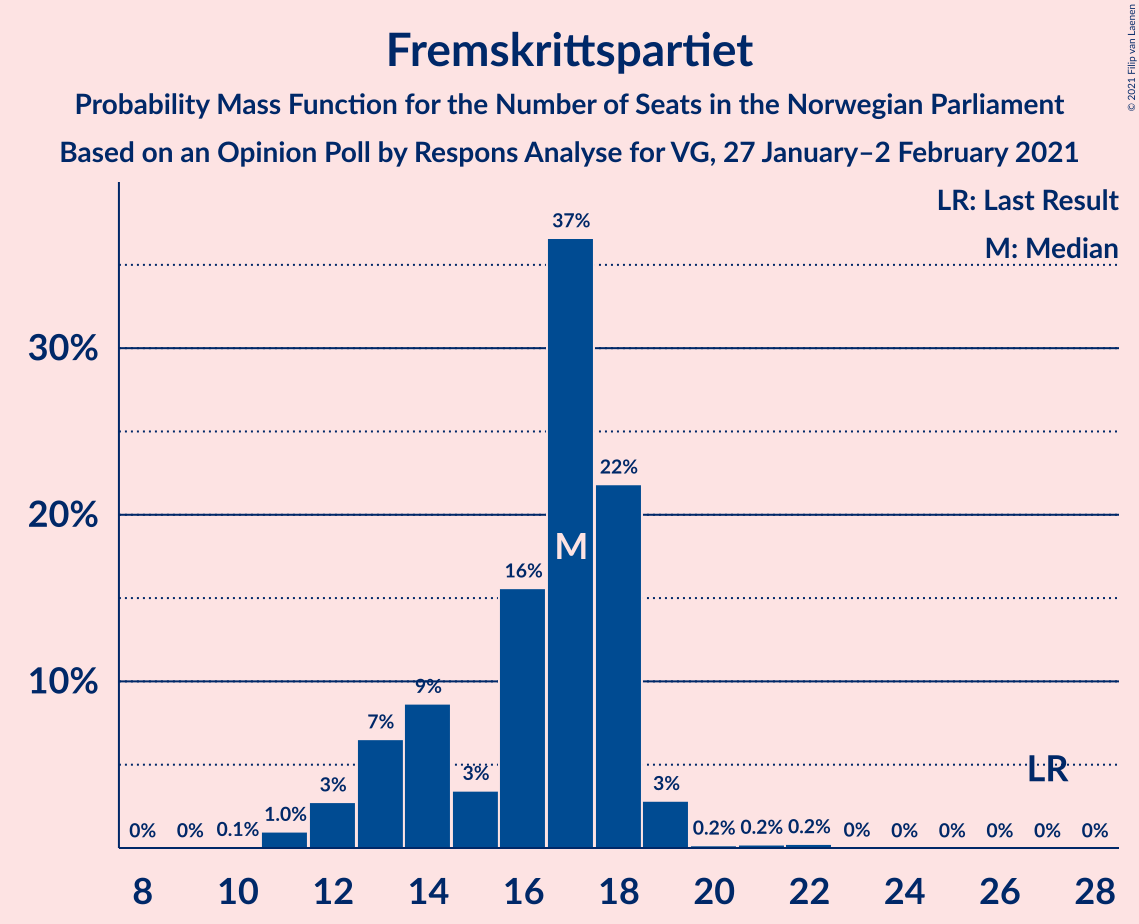 Fremskrittspartiet
Probability Mass Function for the Number of Seats in the Norwegian Parliament
Based on an Opinion Poll by Respons Analyse for VG, 27 January–2 February 2021
© 2021 Filip van Laenen
LR: Last Result
M: Median
37%
30%
22%
20%
M
16%
10%
9%
7%
3%
3%
3%
LR
0% 0% 0.1% 1.0% 0.2% 0.2% 0.2% 0% 0% 0% 0% 0% 0%
8 10 12 14 16 18 20 22 24 26 28